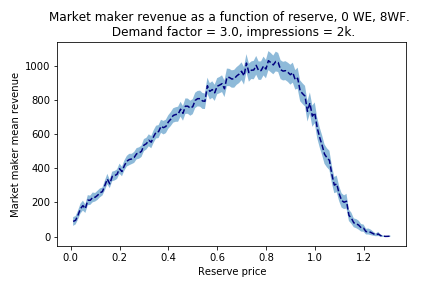 Market maker revenue as a function of reserve, 0 WE, 8WF.
Demand factor = 3.0, impressions = 2k.
Market maker mean revenue
1000
800
600
400
200
0
0.0 0.2 0.4 0.6 0.8 1.0 1.2
Reserve price